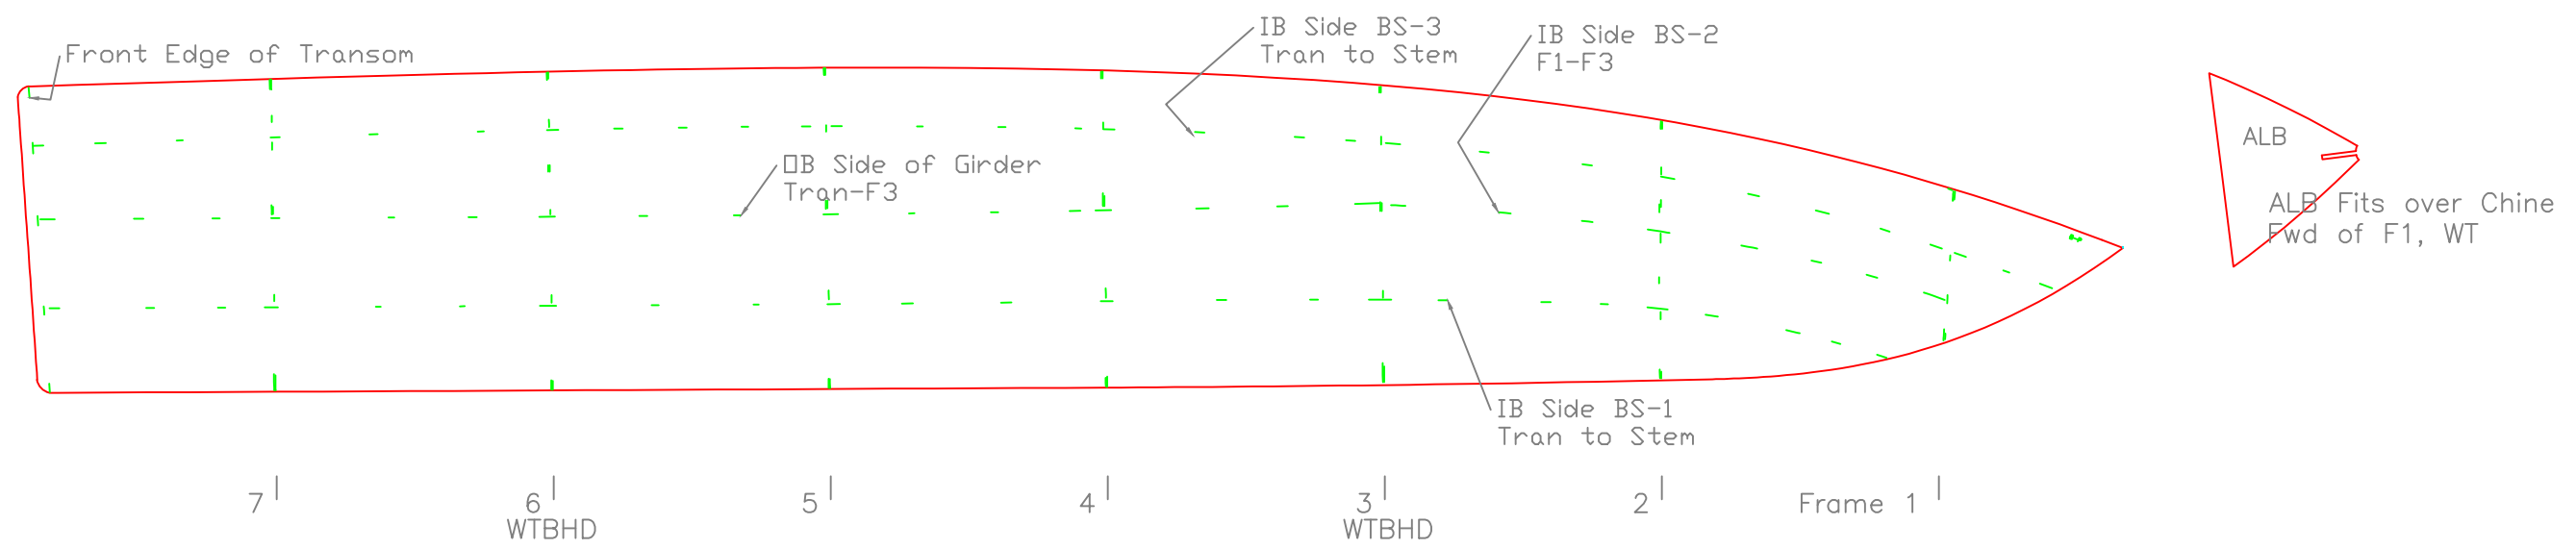 Front Edge of Transom
IB Side BS-3
Tran to Stem
IB Side BS-2
F1-F3
OB Side of Girder
Tran-F3
ALB
ALB Fits over Chine
Fwd of F1, WT
IB Side BS-1
Tran to Stem
7
6
5
4
3
2
Frame 1
WTBHD
WTBHD